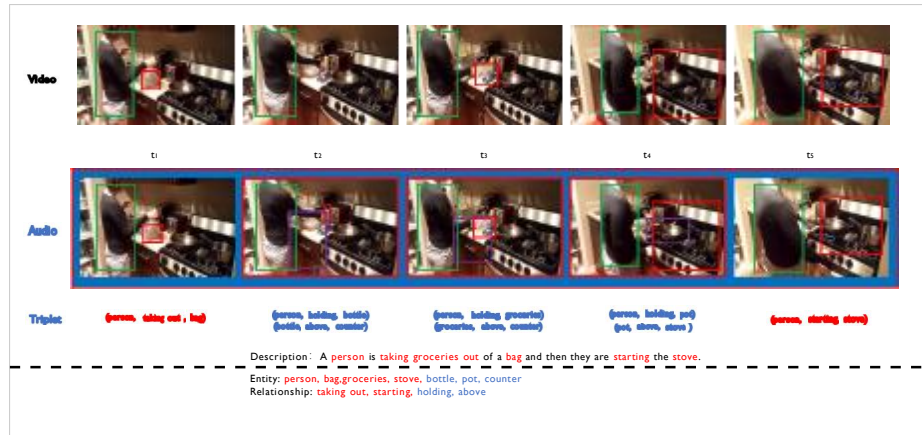 Video
t1
t2
t3
t4
t5
Audio
Triplet
(person, taking out , bag)
(person, holding, bottle)
(bottle, above, counter)
(person, holding, groceries)
(groceries, above, counter)
(person, holding, pot)
(pot, above, stove )
(person, starting, stove)
Description: A person is taking groceries out of a bag and then they are starting the stove.
Entity: person, bag,groceries, stove, bottle, pot, counter
Relationship: taking out, starting, holding, above